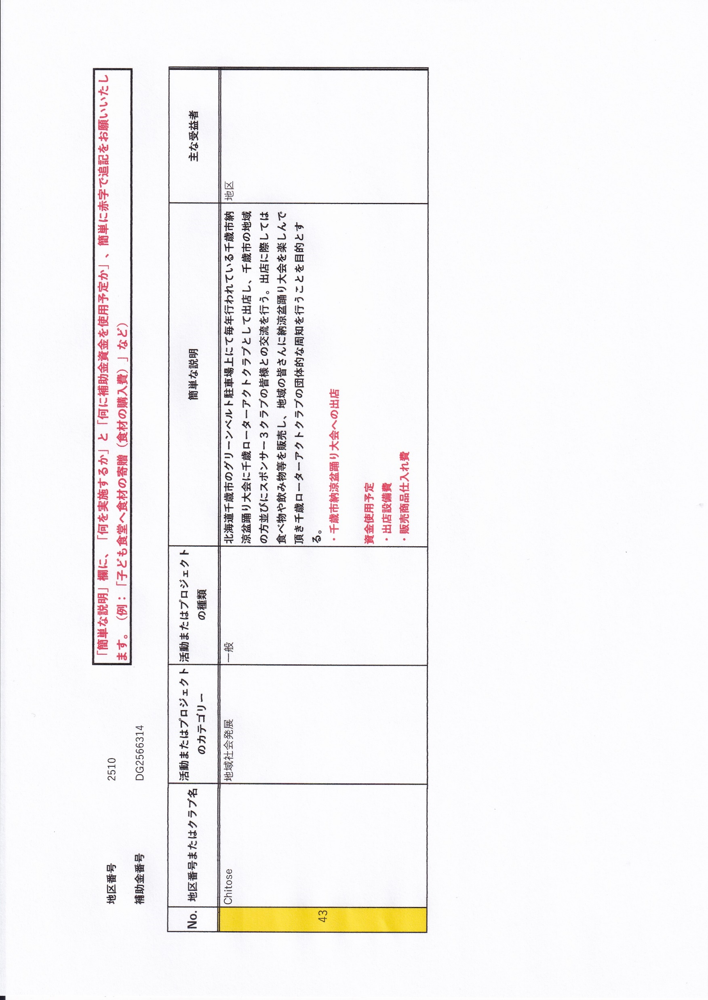 地区番号 2510
補助金番号 DG2566314
「簡単な説明」欄に、「何を実施するか」と「何に補助金資金を使用予定か」、簡単に赤字で追記をお願いいたし
ます。（例：「子ども食堂へ食材の寄贈（食材の購入費）」など）
No.
地区番号またはクラブ名
活動またはプロジェクト
のカテゴリー
活動またはプロジェクト
の種類
簡単な説明
主な受益者
43
Chitose
地域社会発展
一般
北海道千歳市のグリーンベルト駐車場上にて毎年行われている千歳市納
涼盆踊り大会に千歳ローターアクトクラブとして出店し、千歳市の地域
の方並びにスポンサー３クラブの皆様との交流を行う。出店に際しては
食べ物や飲み物等を販売し、地域の皆さんに納涼盆踊り大会を楽しんで
頂き千歳ローターアクトクラブの団体的な周知を行うことを目的とす
る。
・千歳市納涼盆踊り大会への出店
資金使用予定
・出店設備費
・販売商品仕入れ費
地区